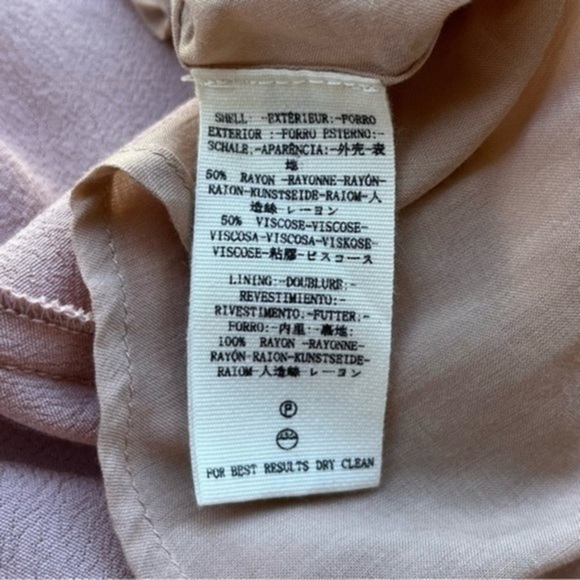 SHELL: -EXTÉRIEUR:-FORRO
EXTERIOR :-FORRO ESTERNO:-
SCHALE:-APARÊNCIA:-外壳-表
地
50% RAYON -RAYONNE-RAYÓN-
RAION-KUNSTSEIDE-RAIOM-人
造絲 レーヨン
50% VISCOSE-VISCOSE-
VISCOSA-VISCOSA-VISKOSE-
VISCOSE-粘膠-ビスコース
LINING:-DOUBLURE:-
REVESTIMIENTO:-
RIVESTIMENTO:-FUTTER:-
FORRO:-内里-裏地:
100% RAYON -RAYONNE-
RAYÓN-RAION-KUNSTSEIDE-
RAIOM-人造絲 レーヨン
P
FOR BEST RESULTS DRY CLEAN